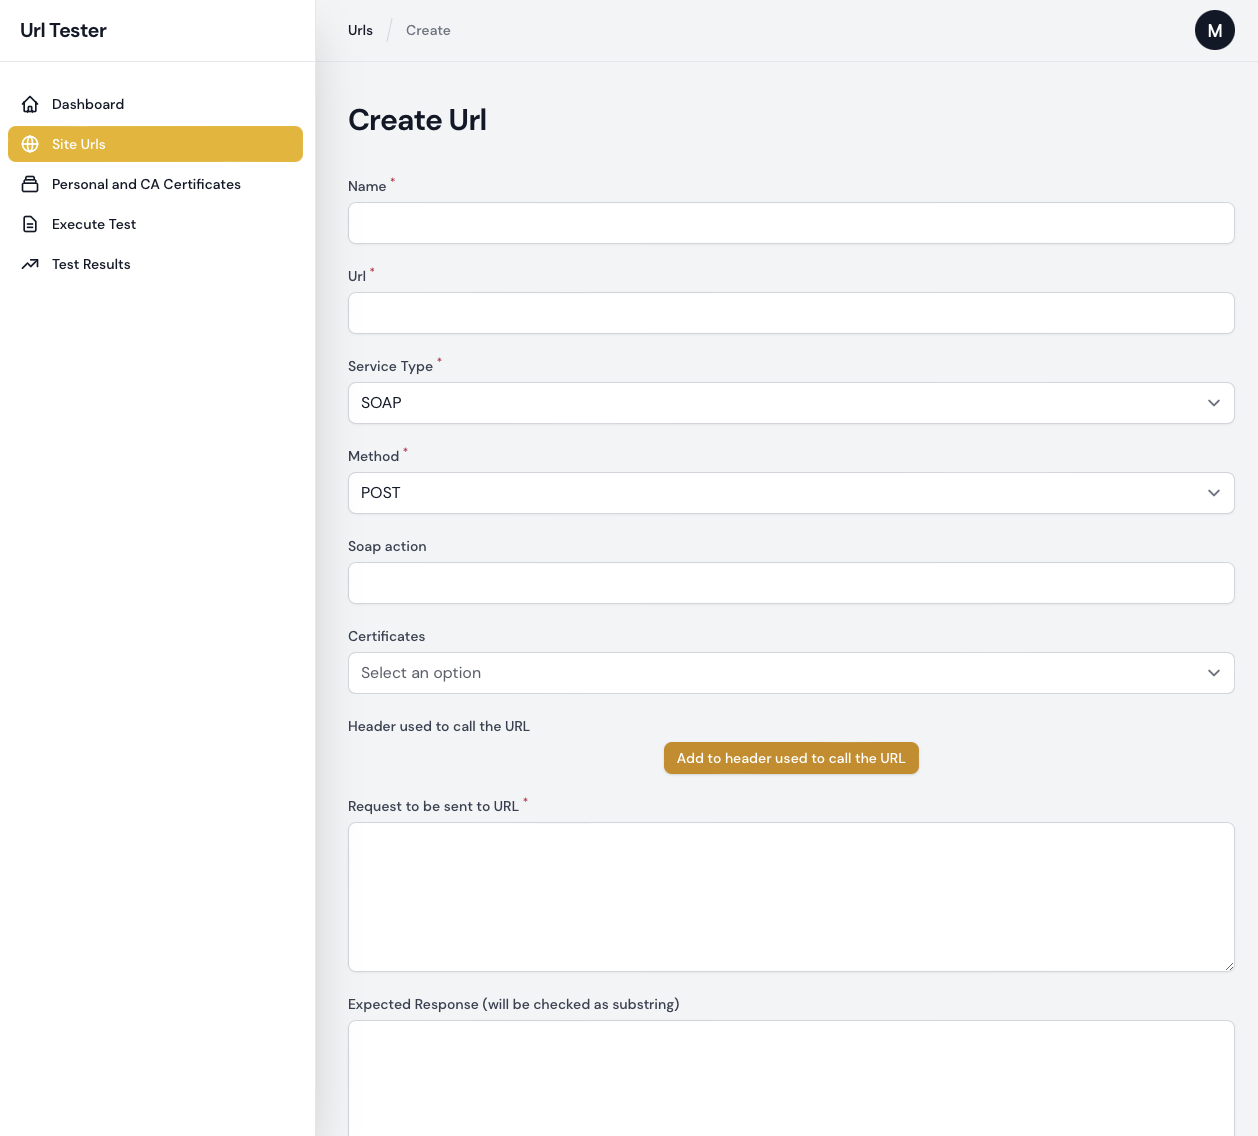 Url Tester
Urls / Create
M
Dashboard
Site Urls
Personal and CA Certificates
Execute Test
Test Results
Create Url
Name *
Url *
Service Type *
SOAP
Method *
POST
Soap action
Certificates
Select an option
Header used to call the URL
Add to header used to call the URL
Request to be sent to URL *
Expected Response (will be checked as substring)